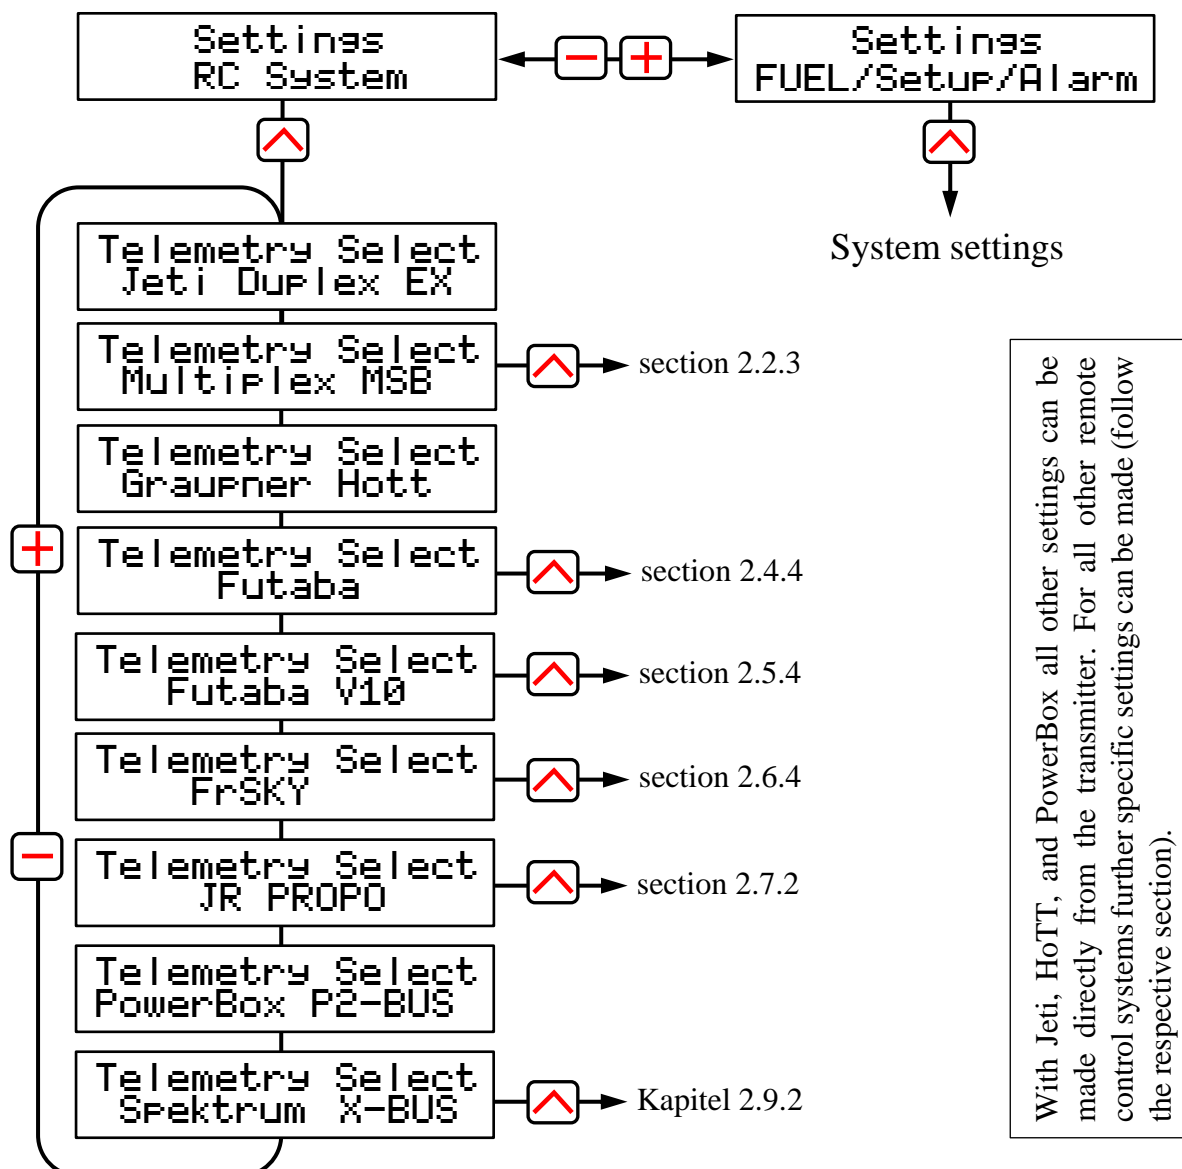 Settings
RC System
Settings
FUEL/Setup/Alarm
System settings
Telemetry Select
Jeti Duplex EX
Telemetry Select
Multiplex MSB
section 2.2.3
Telemetry Select
Graupner Hott
Telemetry Select
Futaba
section 2.4.4
Telemetry Select
Futaba V10
section 2.5.4
Telemetry Select
FrSKY
section 2.6.4
Telemetry Select
JR PROPO
section 2.7.2
Telemetry Select
PowerBox P2-BUS
Telemetry Select
Spektrum X-BUS
Kapitel 2.9.2
With Jeti, HoTT, and PowerBox all other settings can be
made directly from the transmitter. For all other remote
control systems further specific settings can be made (follow
the respective section).